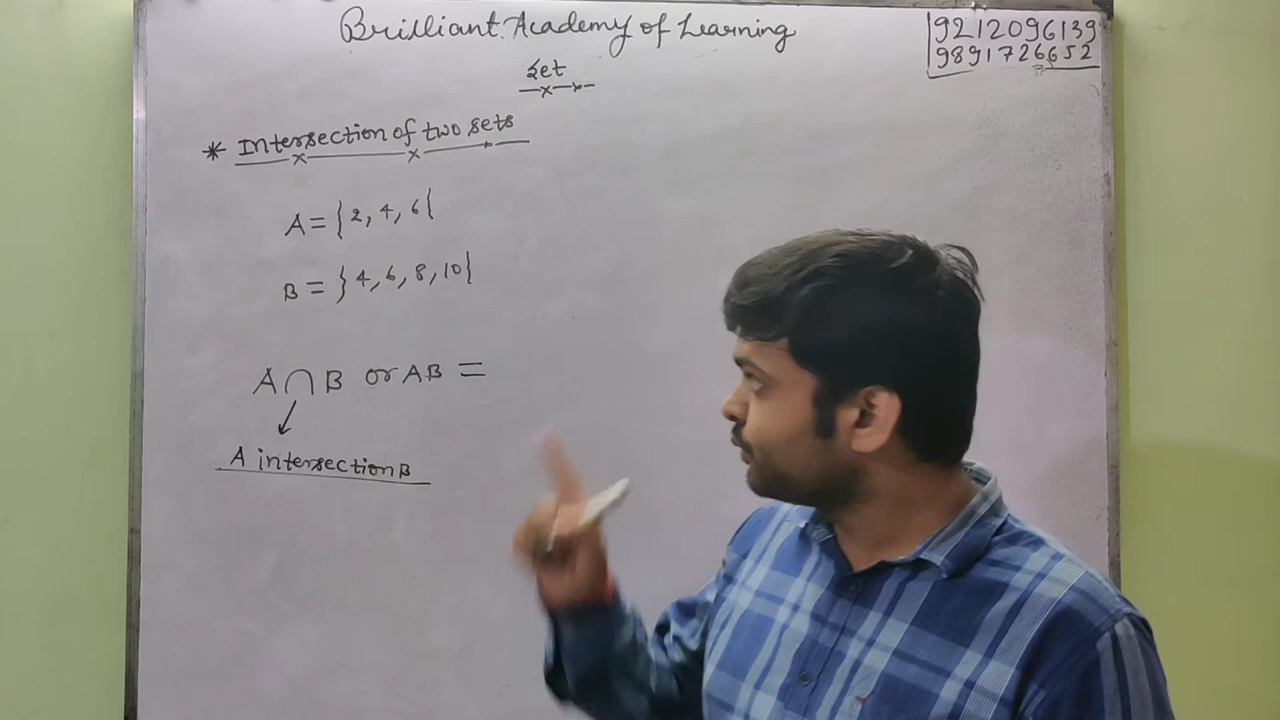 Brilliant Academy of Learning
9212096139
9891726652
Set
* Intersection of two sets
A = {2, 4, 6}
B = {4, 6, 8, 10}
A ∩ B or AB =
A intersection B